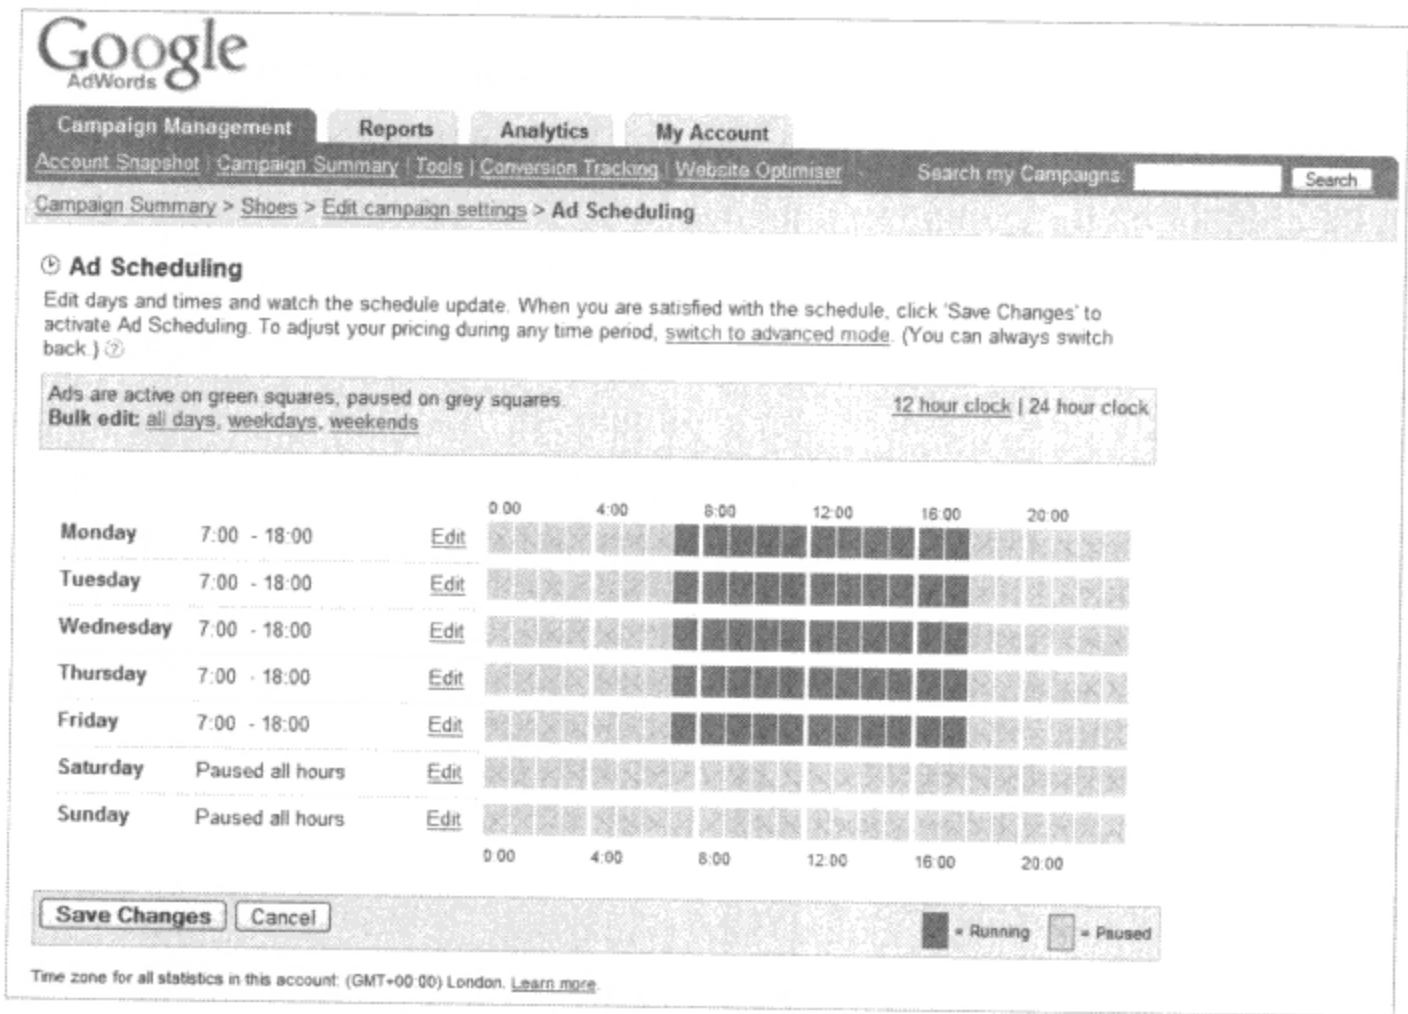 Google
AdWords
Campaign Management Reports Analytics My Account
Account Snapshot | Campaign Summary | Tools | Conversion Tracking | Website Optimiser Search my Campaigns: Search
Campaign Summary > Shoes > Edit campaign settings > Ad Scheduling
Ad Scheduling
Edit days and times and watch the schedule update. When you are satisfied with the schedule, click 'Save Changes' to
activate Ad Scheduling. To adjust your pricing during any time period, switch to advanced mode. (You can always switch
back.) ?
Ads are active on green squares, paused on grey squares. 12 hour clock | 24 hour clock
Bulk edit: all days, weekdays, weekends
0:00 4:00 8:00 12:00 16:00 20:00
Monday 7:00 - 18:00 Edit
Tuesday 7:00 - 18:00 Edit
Wednesday 7:00 - 18:00 Edit
Thursday 7:00 - 18:00 Edit
Friday 7:00 - 18:00 Edit
Saturday Paused all hours Edit
Sunday Paused all hours Edit
0:00 4:00 8:00 12:00 16:00 20:00
Save Changes Cancel = Running = Paused
Time zone for all statistics in this account: (GMT+00:00) London. Learn more.